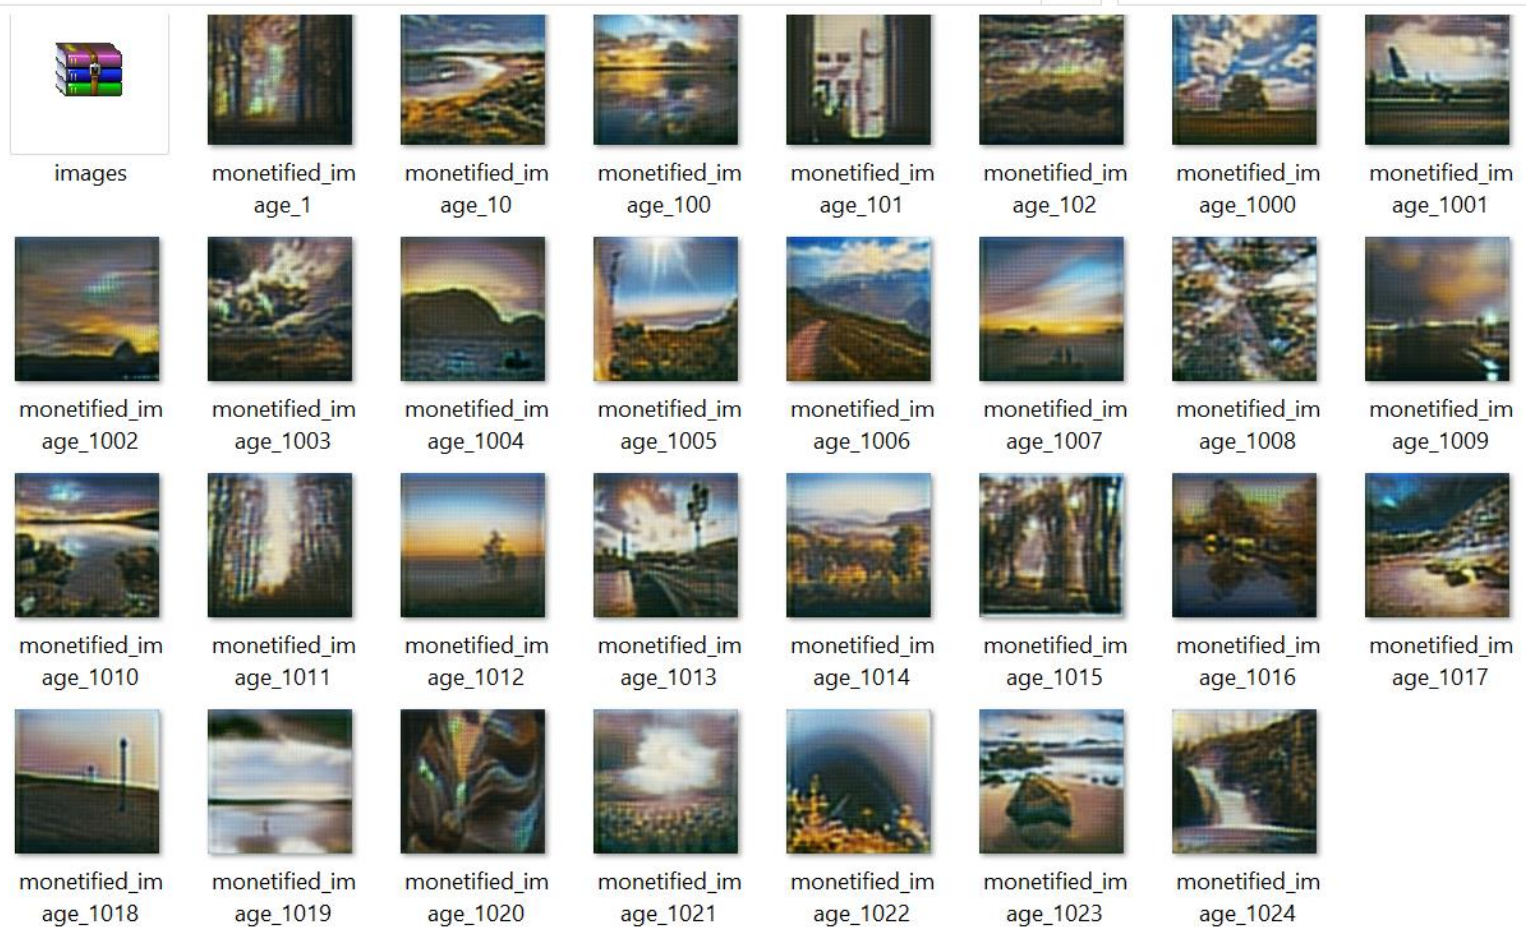 images
monetified_im
age_1
monetified_im
age_10
monetified_im
age_100
monetified_im
age_101
monetified_im
age_102
monetified_im
age_1000
monetified_im
age_1001
monetified_im
age_1002
monetified_im
age_1003
monetified_im
age_1004
monetified_im
age_1005
monetified_im
age_1006
monetified_im
age_1007
monetified_im
age_1008
monetified_im
age_1009
monetified_im
age_1010
monetified_im
age_1011
monetified_im
age_1012
monetified_im
age_1013
monetified_im
age_1014
monetified_im
age_1015
monetified_im
age_1016
monetified_im
age_1017
monetified_im
age_1018
monetified_im
age_1019
monetified_im
age_1020
monetified_im
age_1021
monetified_im
age_1022
monetified_im
age_1023
monetified_im
age_1024